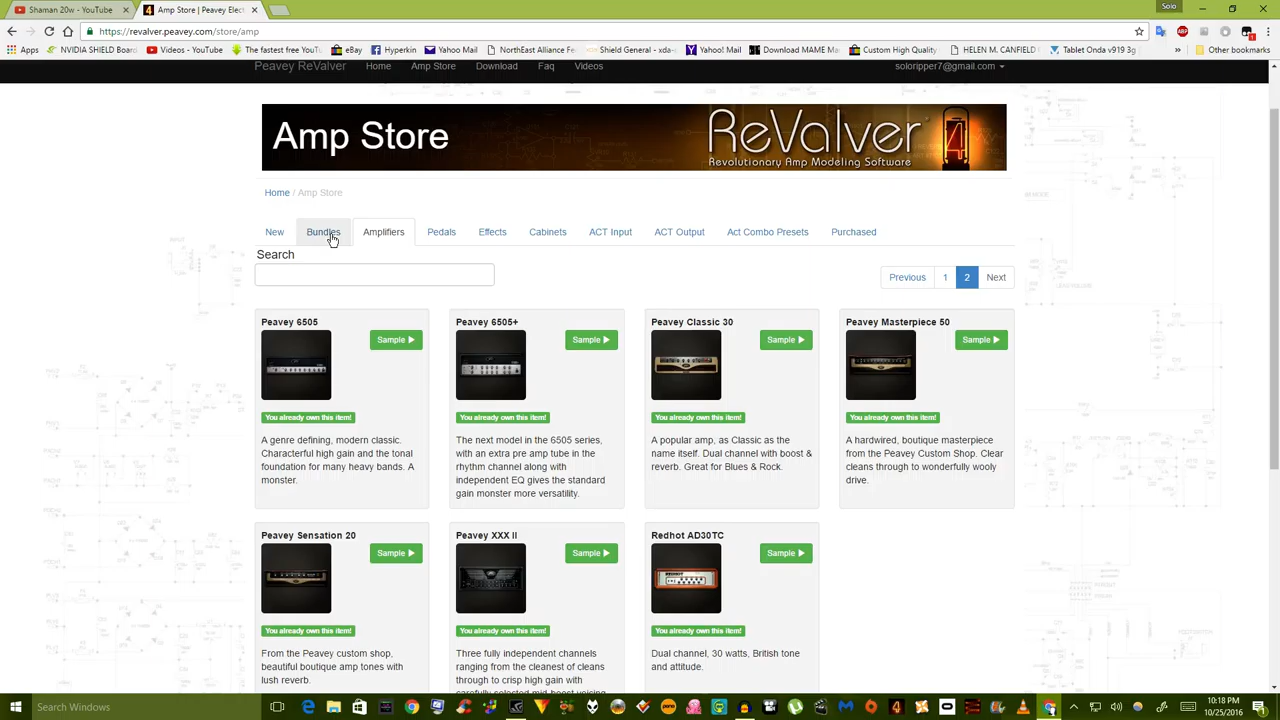 Shaman 20w - YouTube
Amp Store | Peavey Elect
Solo
https://revalver.peavey.com/store/amp
Apps
NVIDIA SHIELD Board
Videos - YouTube
The fastest free YouTu
eBay
Hyperkin
Yahoo Mail
NorthEast Alliance Fe
Shield General - xda-d
Yahoo! Mail
Download MAME Ma
Custom High Quality
HELEN M. CANFIELD
Tablet Onda v919 3g
»
Other bookmarks
Peavey ReValver
Home
Amp Store
Download
Faq
Videos
soloripper7@gmail.com
Amp Store
ReValver 4
Revolutionary Amp Modeling Software
Home / Amp Store
New
Bundles
Amplifiers
Pedals
Effects
Cabinets
ACT Input
ACT Output
Act Combo Presets
Purchased
Search
Previous
1
2
Next
Peavey 6505
Sample
You already own this item!
A genre defining, modern classic.
Characterful high gain and the tonal
foundation for many heavy bands. A
monster.
Peavey 6505+
Sample
You already own this item!
The next model in the 6505 series,
with an extra pre amp tube in the
rhythm channel along with
independent EQ gives the standard
gain monster more versatility.
Peavey Classic 30
Sample
You already own this item!
A popular amp, as Classic as the
name itself. Dual channel with boost &
reverb. Great for Blues & Rock.
Peavey Masterpiece 50
Sample
You already own this item!
A hardwired, boutique masterpiece
from the Peavey Custom Shop. Clear
cleans through to wonderfully wooly
drive.
Peavey Sensation 20
Sample
You already own this item!
From the Peavey custom shop,
beautiful boutique amp tones with
lush reverb.
Peavey XXX II
Sample
You already own this item!
Three fully independent channels
ranging from the cleanest of cleans
through to crisp high gain with
carefully selected mid-boost voicing
Redhot AD30TC
Sample
You already own this item!
Dual channel, 30 watts, British tone
and attitude.
Search Windows
10:18 PM
10/25/2016